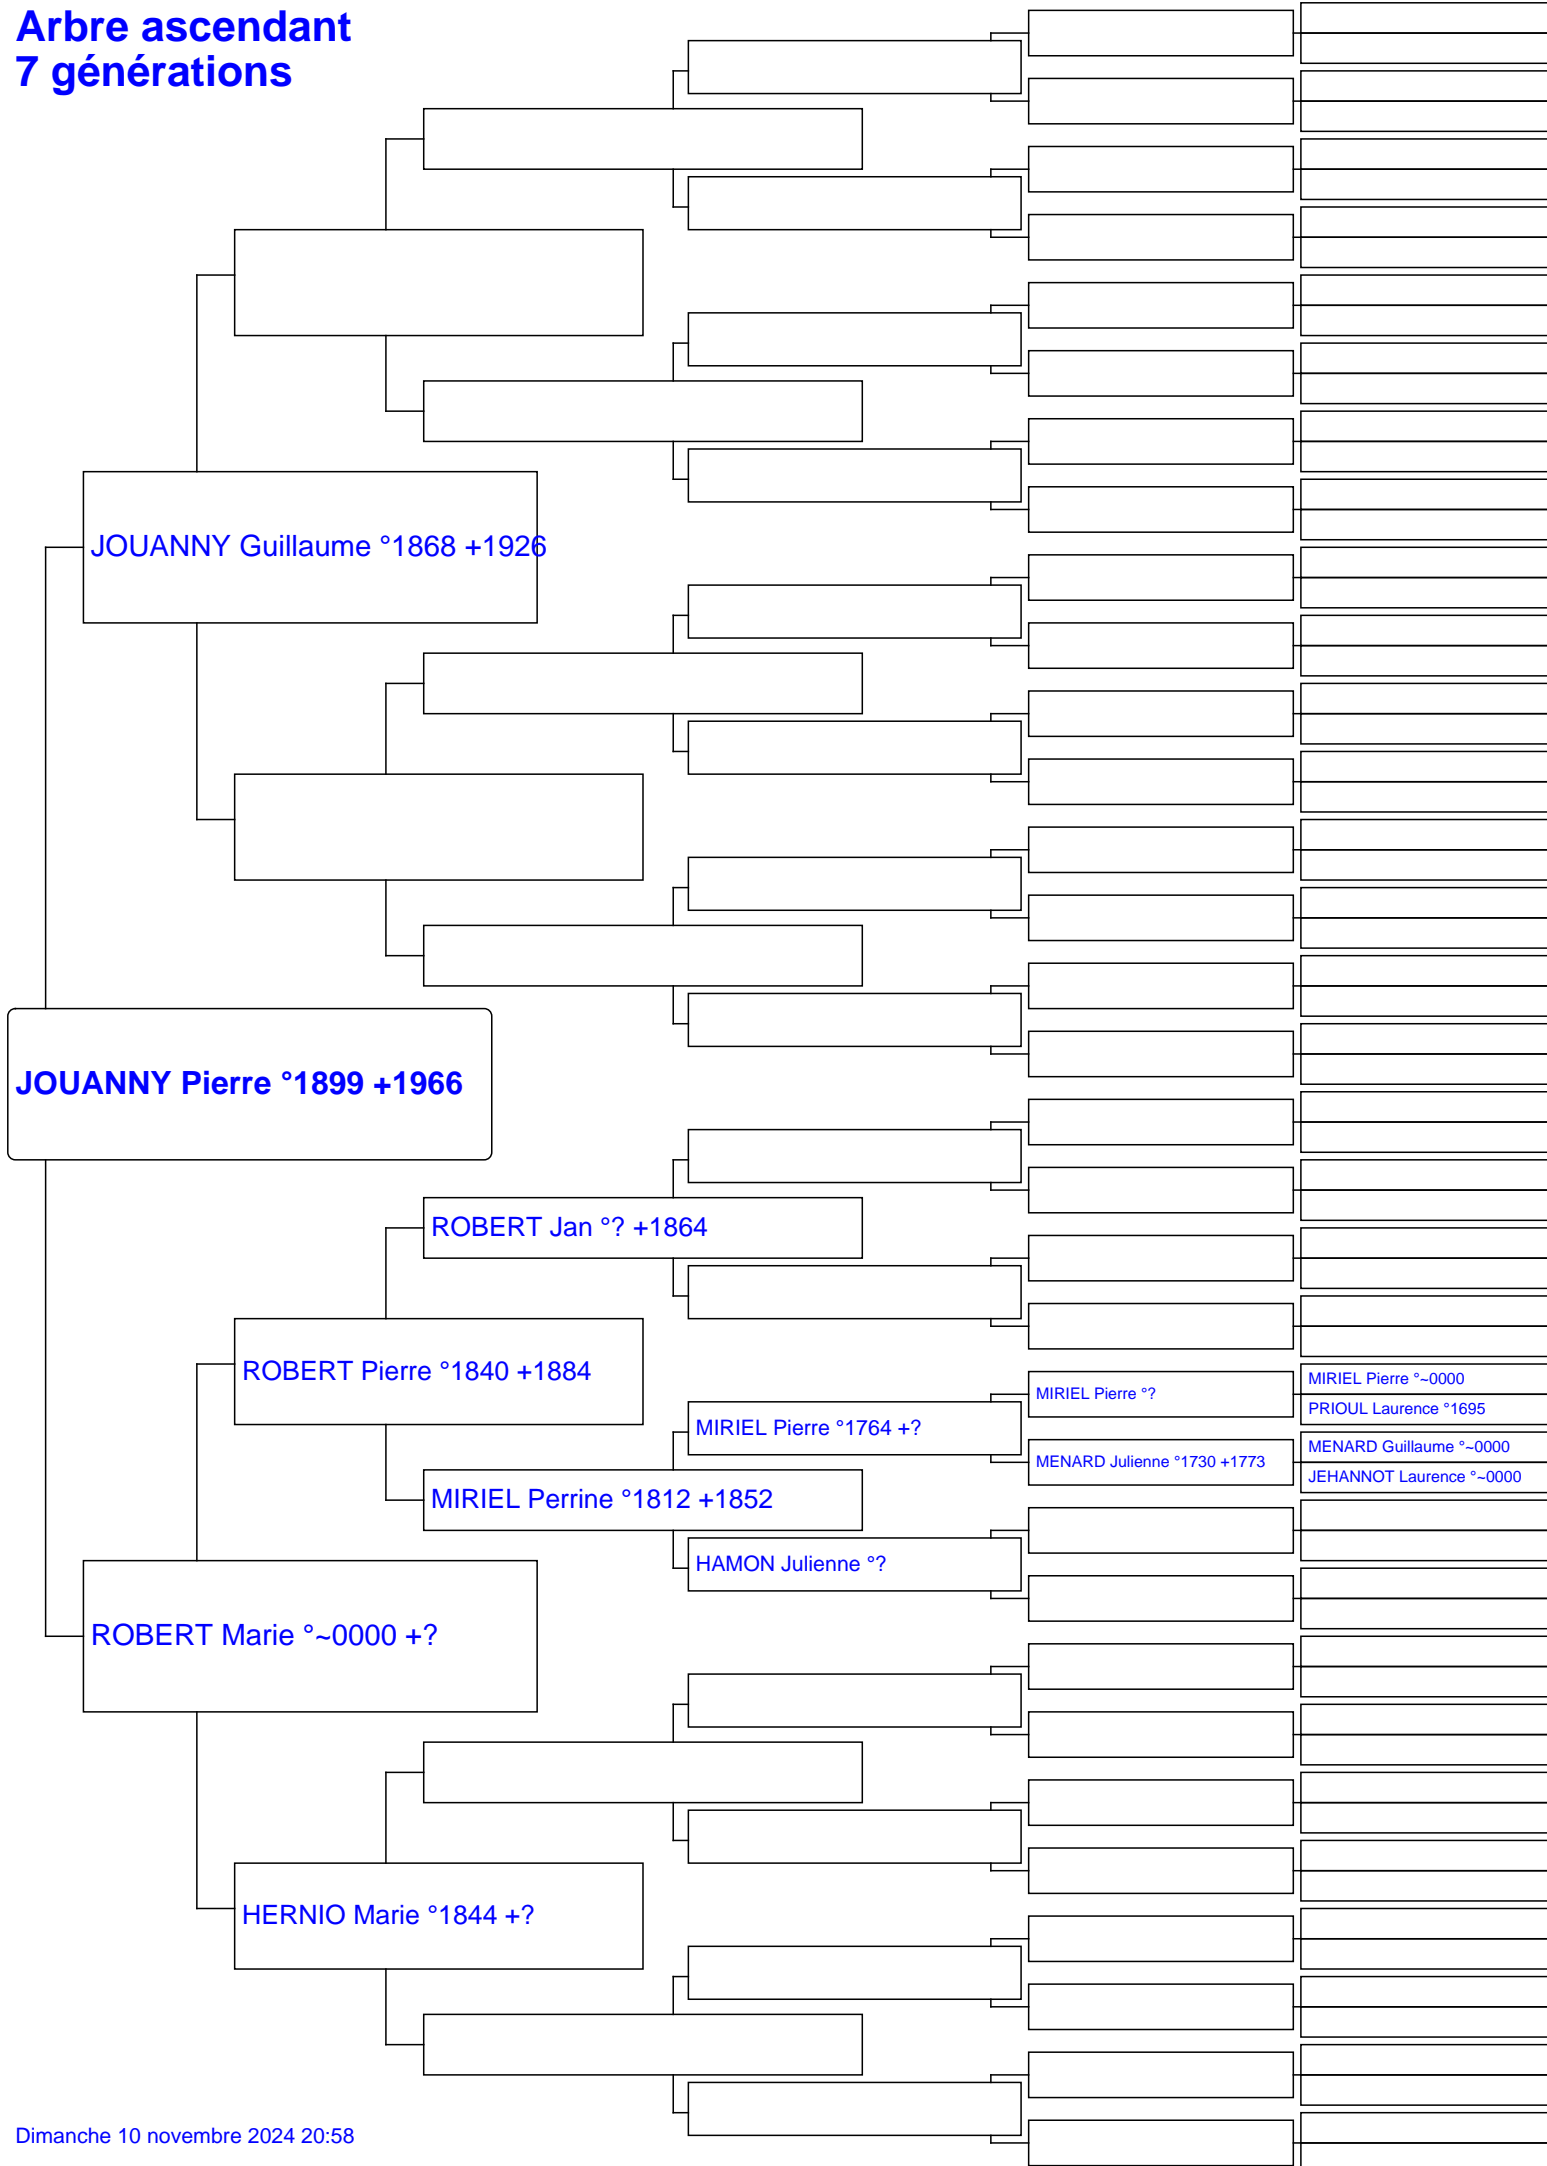 Arbre ascendant
7 générations
JOUANNY Guillaume °1868 +1926
JOUANNY Pierre °1899 +1966
ROBERT Jan °? +1864
ROBERT Pierre °1840 +1884
MIRIEL Pierre °~0000
MIRIEL Pierre °?
PRIOUL Laurence °1695
MIRIEL Pierre °1764 +?
MENARD Guillaume °~0000
MENARD Julienne °1730 +1773
JEHANNOT Laurence °~0000
MIRIEL Perrine °1812 +1852
HAMON Julienne °?
ROBERT Marie °~0000 +?
HERNIO Marie °1844 +?
Dimanche 10 novembre 2024 20:58